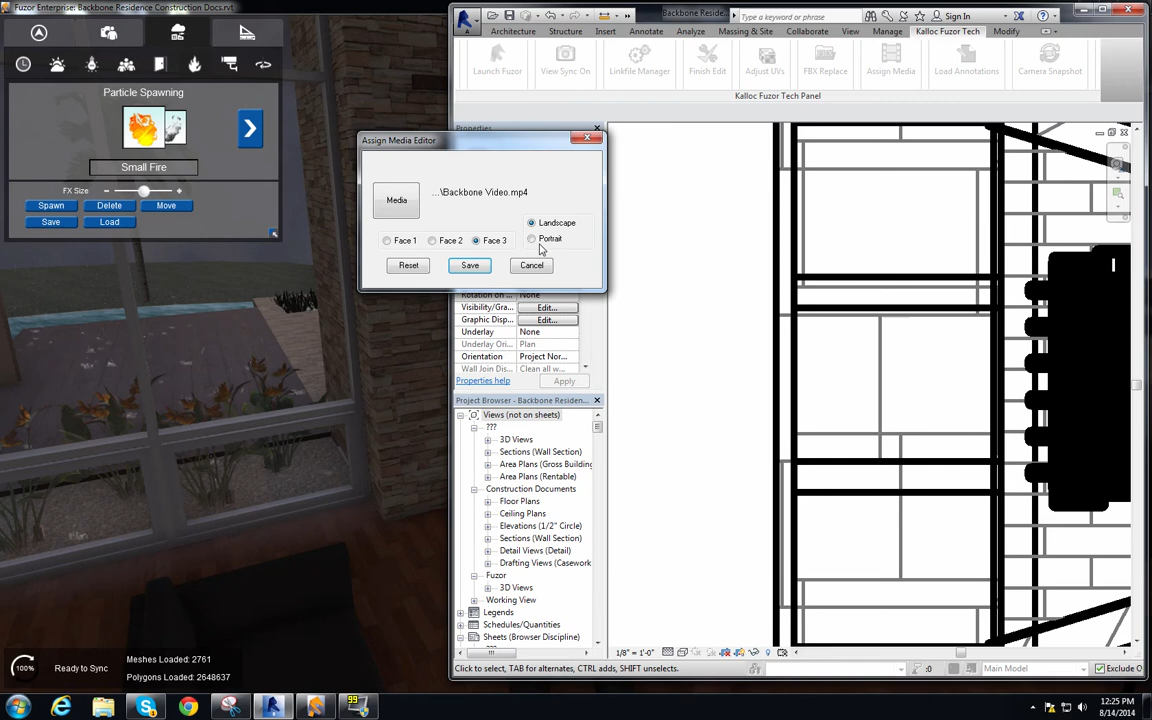 Fuzor Enterprise: Backbone Residence Construction Docs.rvt
Particle Spawning
Small Fire
FX Size
Spawn Delete Move
Save Load
Backbone Reside...
Type a keyword or phrase
Sign In
Architecture Structure Insert Annotate Analyze Massing & Site Collaborate View Manage Kalloc Fuzor Tech Modify
Launch Fuzor View Sync On Linkfile Manager Finish Edit Adjust UVs FBX Replace Assign Media Load Annotations Camera Snapshot
Kalloc Fuzor Tech Panel
Properties
Assign Media Editor
Media
...\Backbone Video.mp4
Landscape
Portrait
Face 1 Face 2 Face 3
Reset Save Cancel
Rotation on ... None
Visibility/Gra... Edit...
Graphic Disp... Edit...
Underlay None
Underlay Ori... Plan
Orientation Project Nor...
Wall Join Dis... Clean all w...
Properties help Apply
Project Browser - Backbone Residen...
Views (not on sheets)
???
3D Views
Sections (Wall Section)
Area Plans (Gross Building
Area Plans (Rentable)
Construction Documents
Floor Plans
Ceiling Plans
Elevations (1/2" Circle)
Sections (Wall Section)
Detail Views (Detail)
Drafting Views (Casework
Fuzor
3D Views
Working View
Legends
Schedules/Quantities
Sheets (Browser Discipline)
???
1/8" = 1'-0"
Click to select, TAB for alternates, CTRL adds, SHIFT unselects.
:0
Main Model
Exclude O
100%
Ready to Sync
Meshes Loaded: 2761
Polygons Loaded: 2648637
99
12:25 PM
8/14/2014